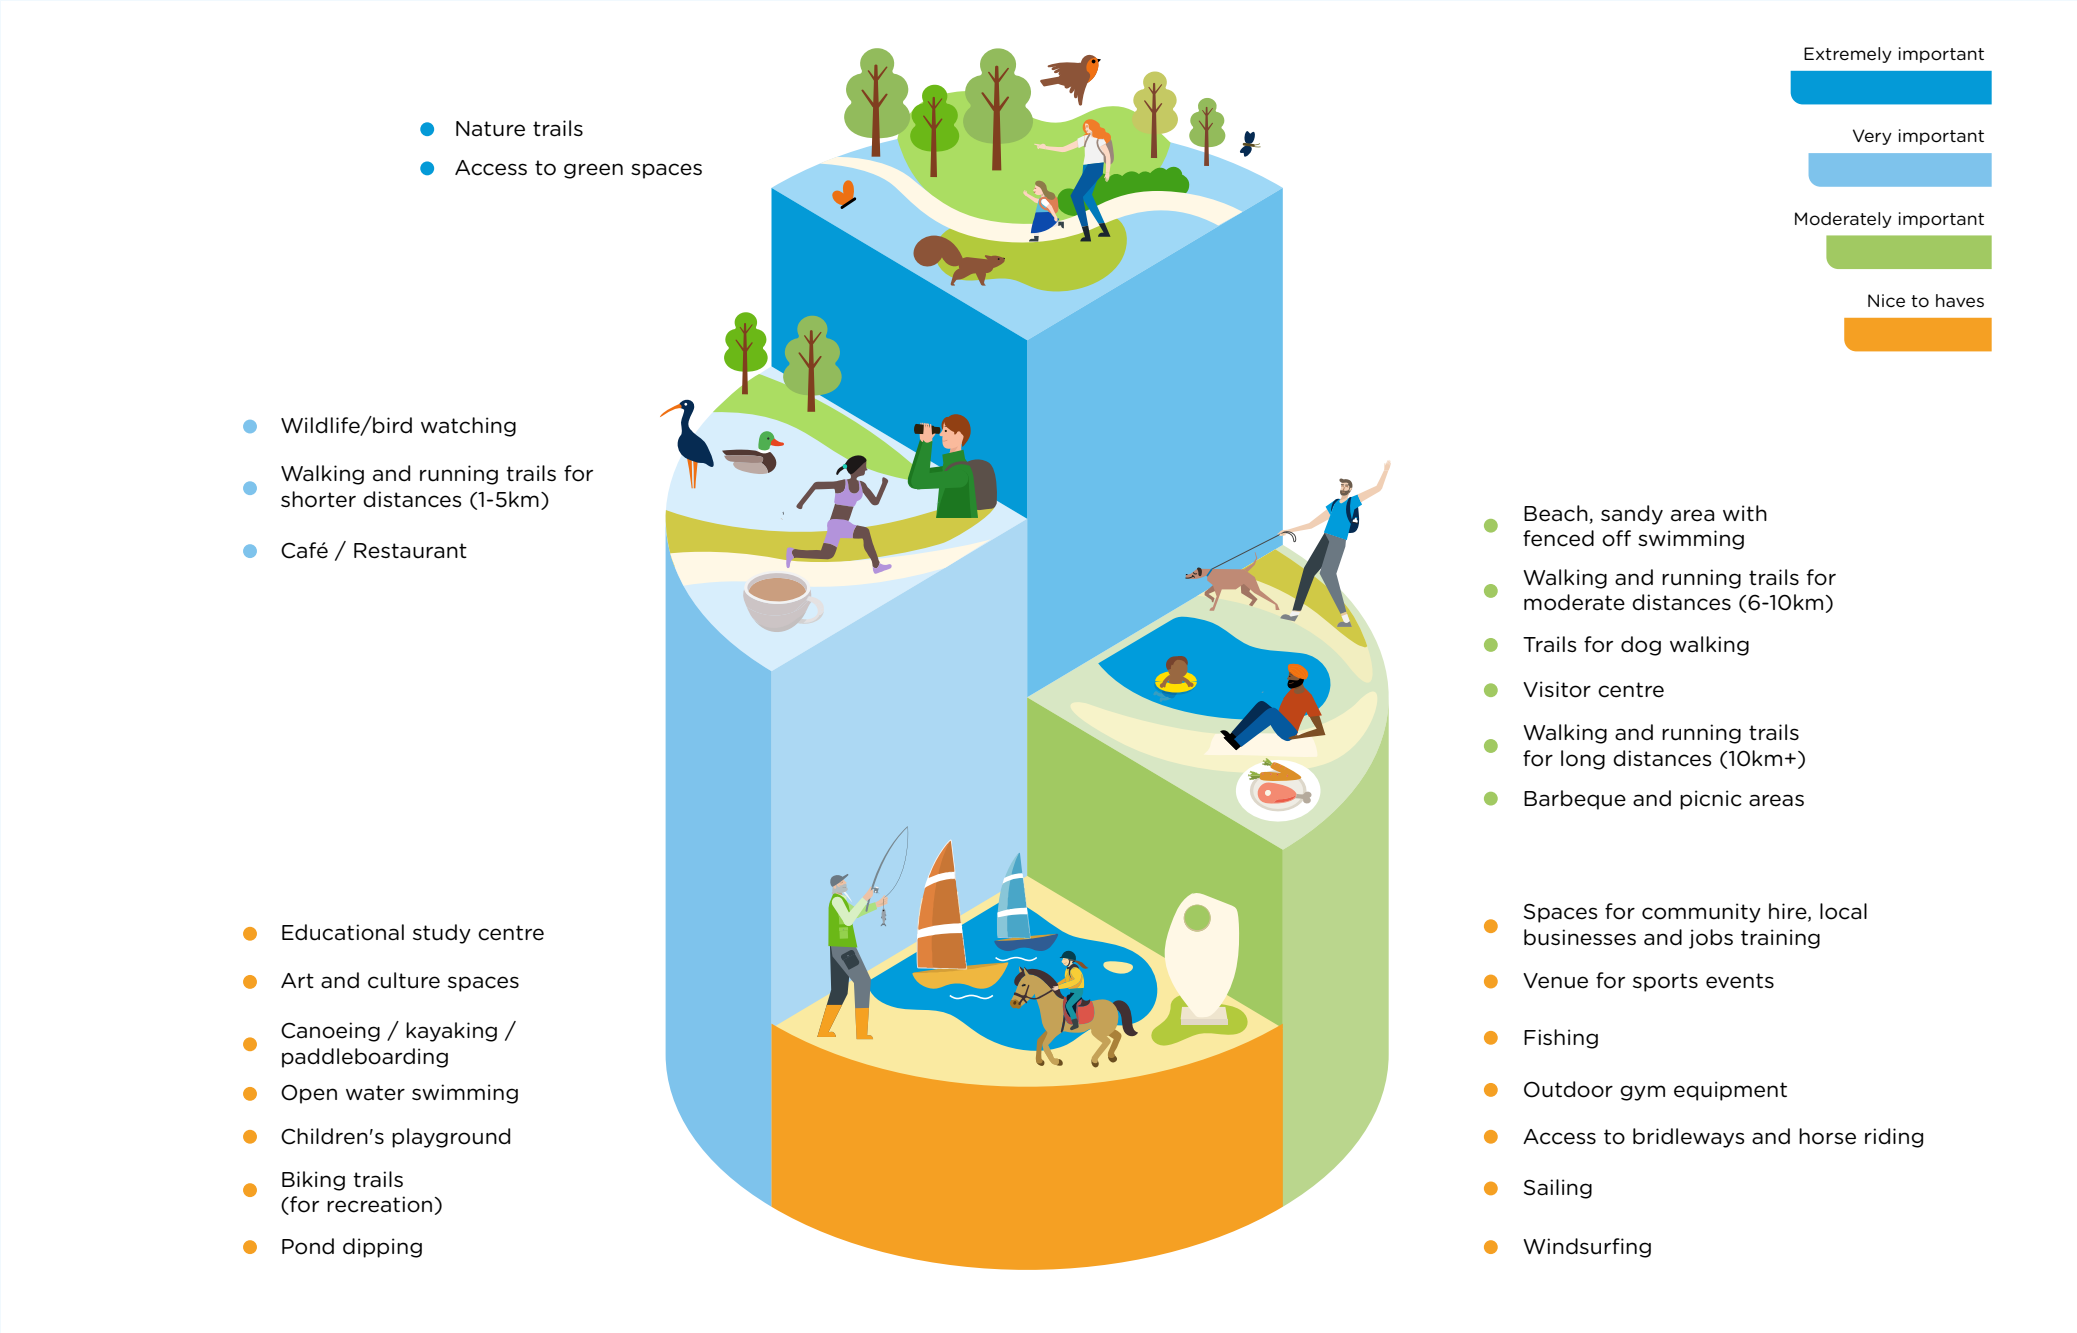 Extremely important
Very important
Moderately important
Nice to haves
Nature trails
Access to green spaces
Wildlife/bird watching
Walking and running trails for
shorter distances (1-5km)
Café / Restaurant
Beach, sandy area with
fenced off swimming
Walking and running trails for
moderate distances (6-10km)
Trails for dog walking
Visitor centre
Walking and running trails
for long distances (10km+)
Barbeque and picnic areas
Educational study centre
Art and culture spaces
Canoeing / kayaking /
paddleboarding
Open water swimming
Children's playground
Biking trails
(for recreation)
Pond dipping
Spaces for community hire, local
businesses and jobs training
Venue for sports events
Fishing
Outdoor gym equipment
Access to bridleways and horse riding
Sailing
Windsurfing